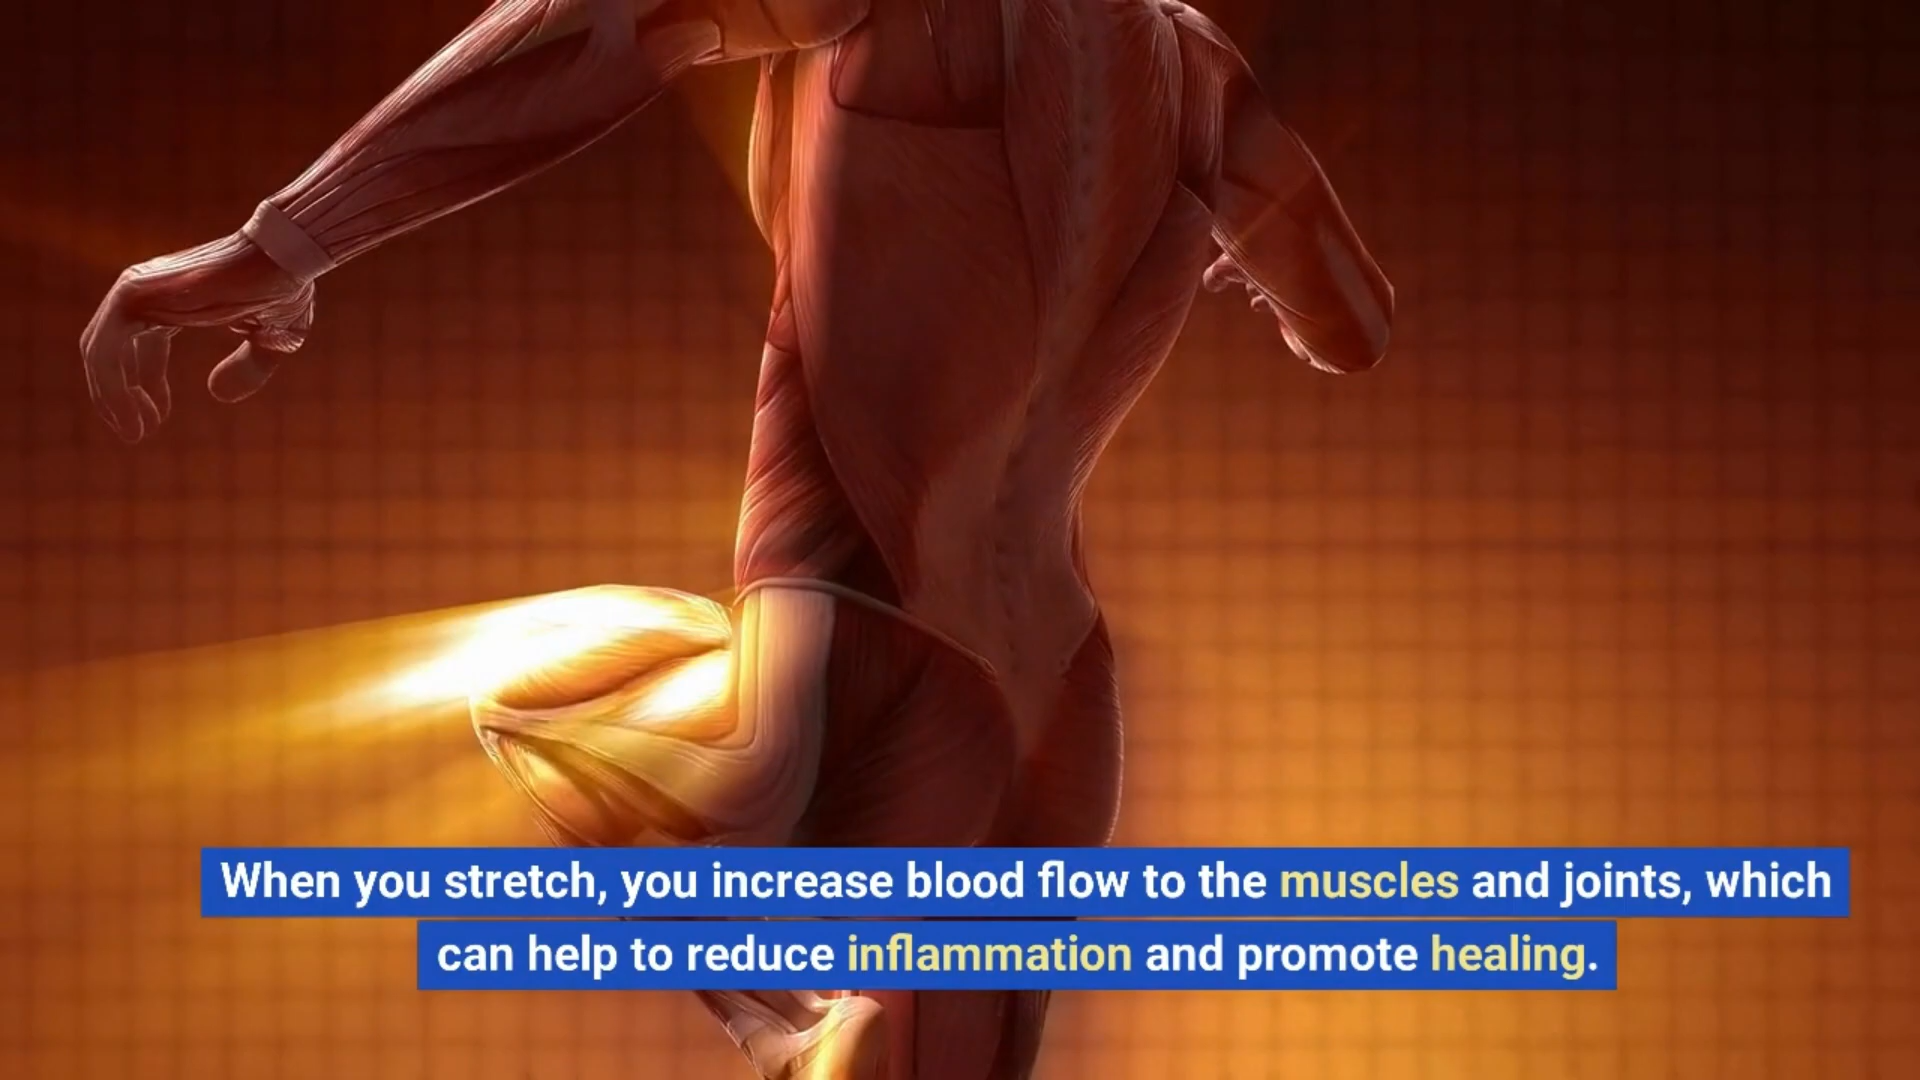 When you stretch, you increase blood flow to the muscles and joints, which
can help to reduce inflammation and promote healing.